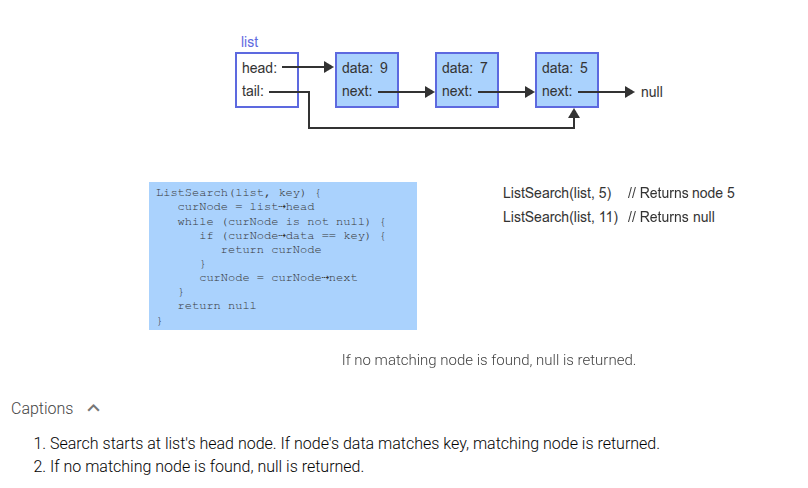 list
head:
tail:
data: 9
next:
data: 7
next:
data: 5
next:
null
ListSearch(list, key) {
   curNode = list⇢head
   while (curNode is not null) {
      if (curNode⇢data == key) {
         return curNode
      }
      curNode = curNode⇢next
   }
   return null
}
ListSearch(list, 5)    // Returns node 5
ListSearch(list, 11)  // Returns null
If no matching node is found, null is returned.
Captions
1. Search starts at list's head node. If node's data matches key, matching node is returned.
2. If no matching node is found, null is returned.